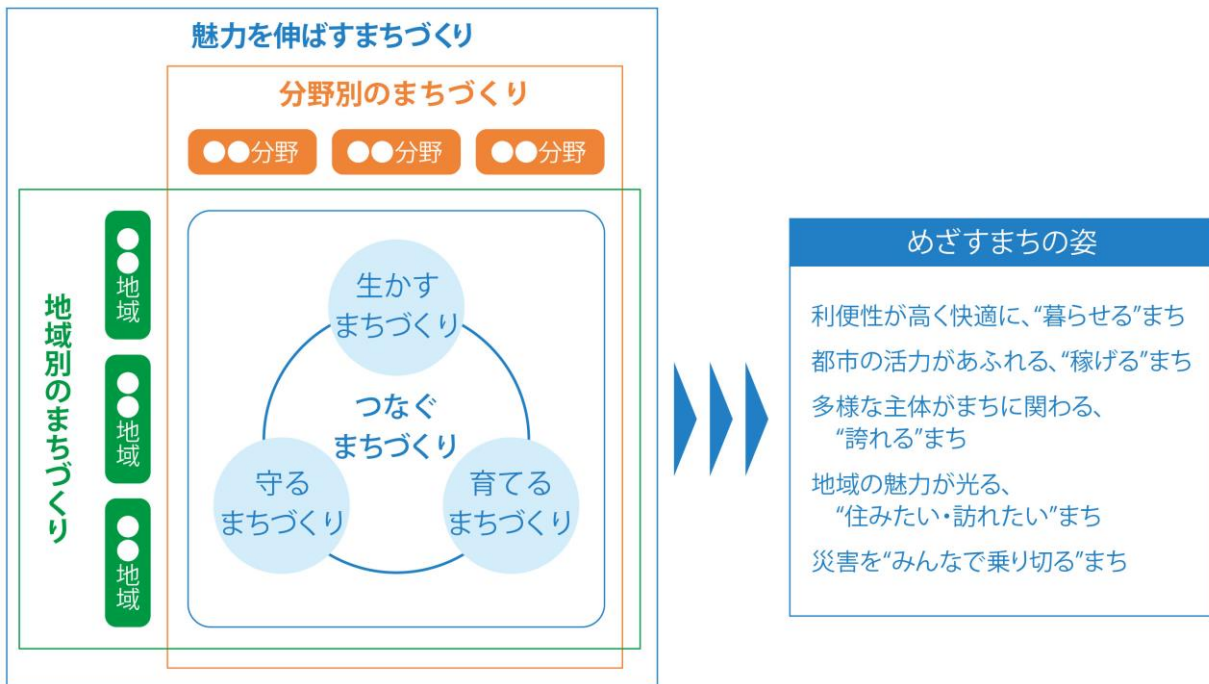 魅力を伸ばすまちづくり
分野別のまちづくり
●●分野
●●分野
●●分野
地域別のまちづくり
●●地域
●●地域
●●地域
生かす
まちづくり
つなぐ
まちづくり
守る
まちづくり
育てる
まちづくり
めざすまちの姿
利便性が高く快適に、“暮らせる”まち
都市の活力があふれる、“稼げる”まち
多様な主体がまちに関わる、
“誇れる”まち
地域の魅力が光る、
“住みたい・訪れたい”まち
災害を“みんなで乗り切る”まち